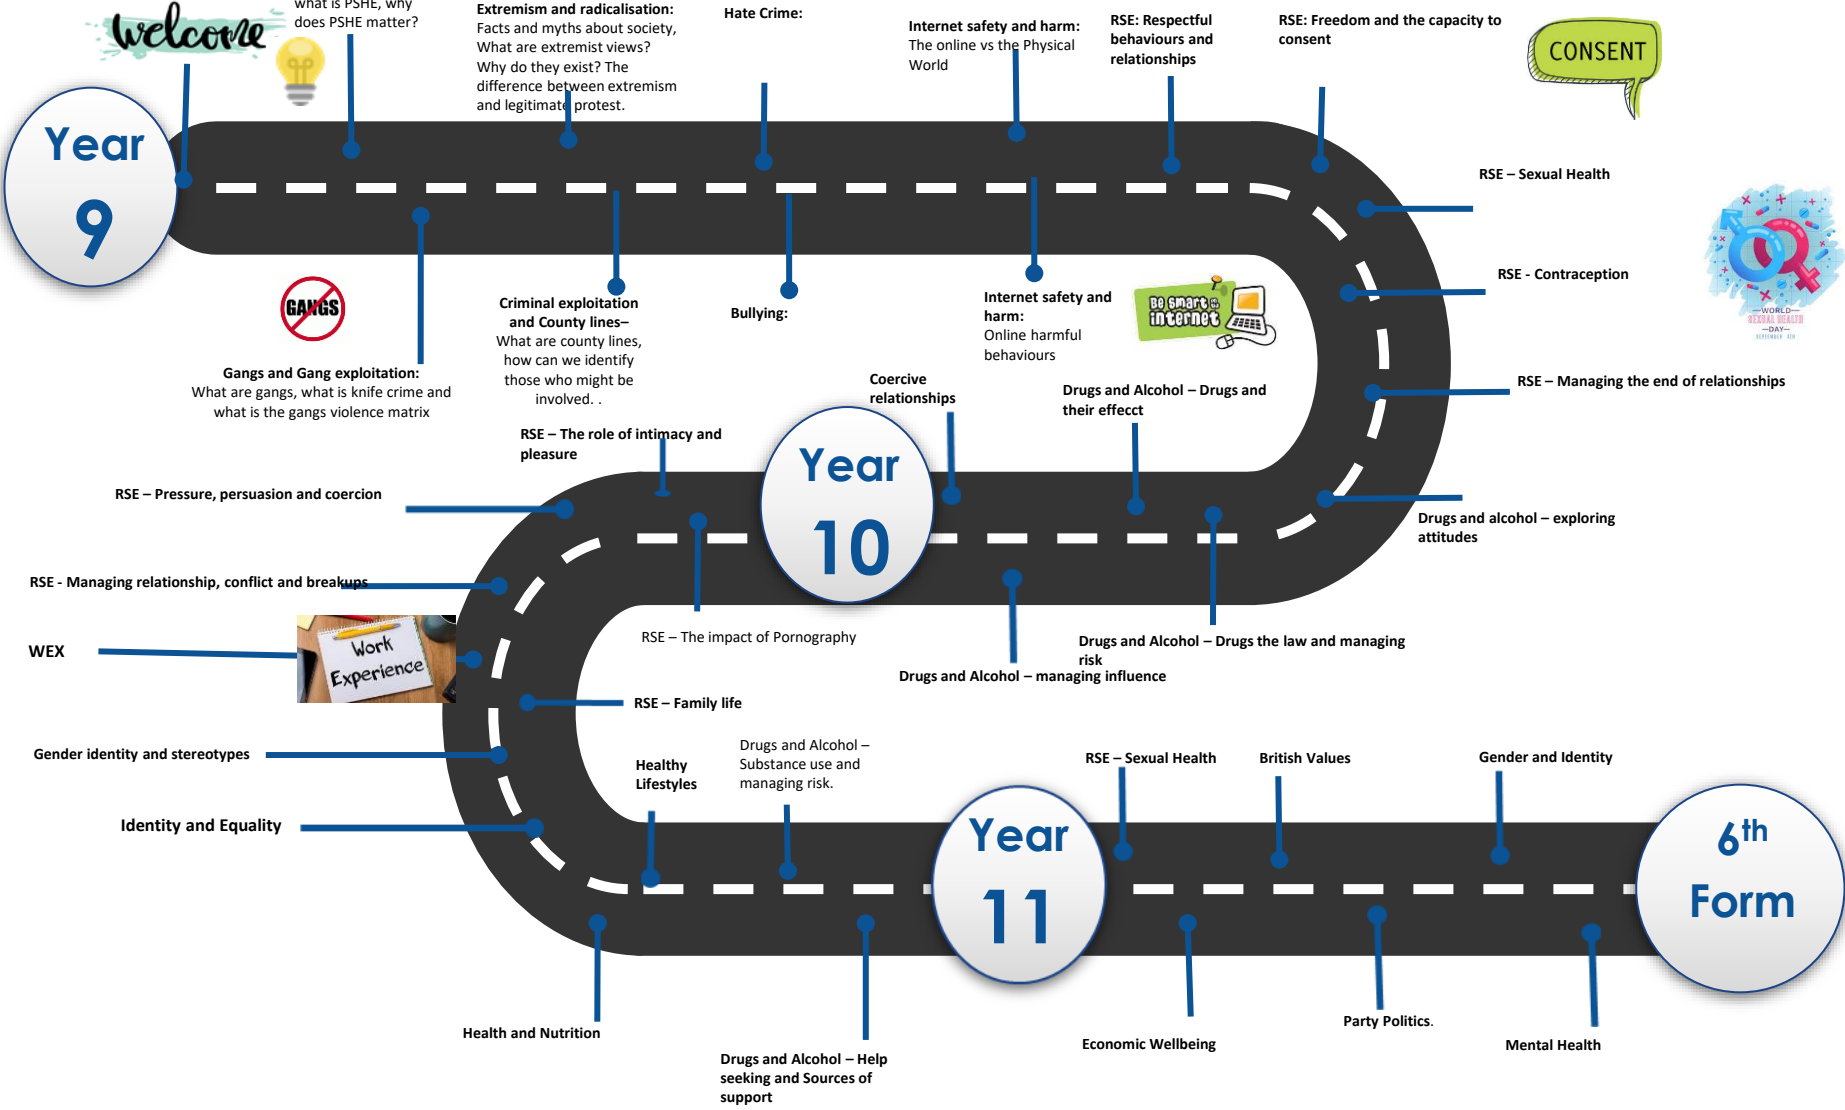 welcome
what is PSHE, why
does PSHE matter?
Extremism and radicalisation:
Facts and myths about society,
What are extremist views?
Why do they exist? The
difference between extremism
and legitimate protest.
Hate Crime:
Internet safety and harm:
The online vs the Physical
World
RSE: Respectful
behaviours and
relationships
RSE: Freedom and the capacity to
consent
CONSENT
Year
9
RSE – Sexual Health
RSE - Contraception
WORLD
SEXUAL HEALTH
DAY
SEPTEMBER 4TH
GANGS
Gangs and Gang exploitation:
What are gangs, what is knife crime and
what is the gangs violence matrix
Criminal exploitation
and County lines–
What are county lines,
how can we identify
those who might be
involved. .
Bullying:
Internet safety and
harm:
Online harmful
behaviours
Be smart on the
internet
RSE – Managing the end of relationships
Drugs and alcohol – exploring
attitudes
Drugs and Alcohol – Drugs and
their effecct
Coercive
relationships
Drugs and Alcohol – Drugs the law and managing
risk
Drugs and Alcohol – managing influence
Year
10
RSE – The role of intimacy and
pleasure
RSE – The impact of Pornography
RSE – Pressure, persuasion and coercion
RSE - Managing relationship, conflict and breakups
WEX
Work
Experience
RSE – Family life
Gender identity and stereotypes
Identity and Equality
Healthy
Lifestyles
Drugs and Alcohol –
Substance use and
managing risk.
Health and Nutrition
Drugs and Alcohol – Help
seeking and Sources of
support
Year
11
RSE – Sexual Health
British Values
Gender and Identity
Economic Wellbeing
Party Politics.
Mental Health
6th
Form